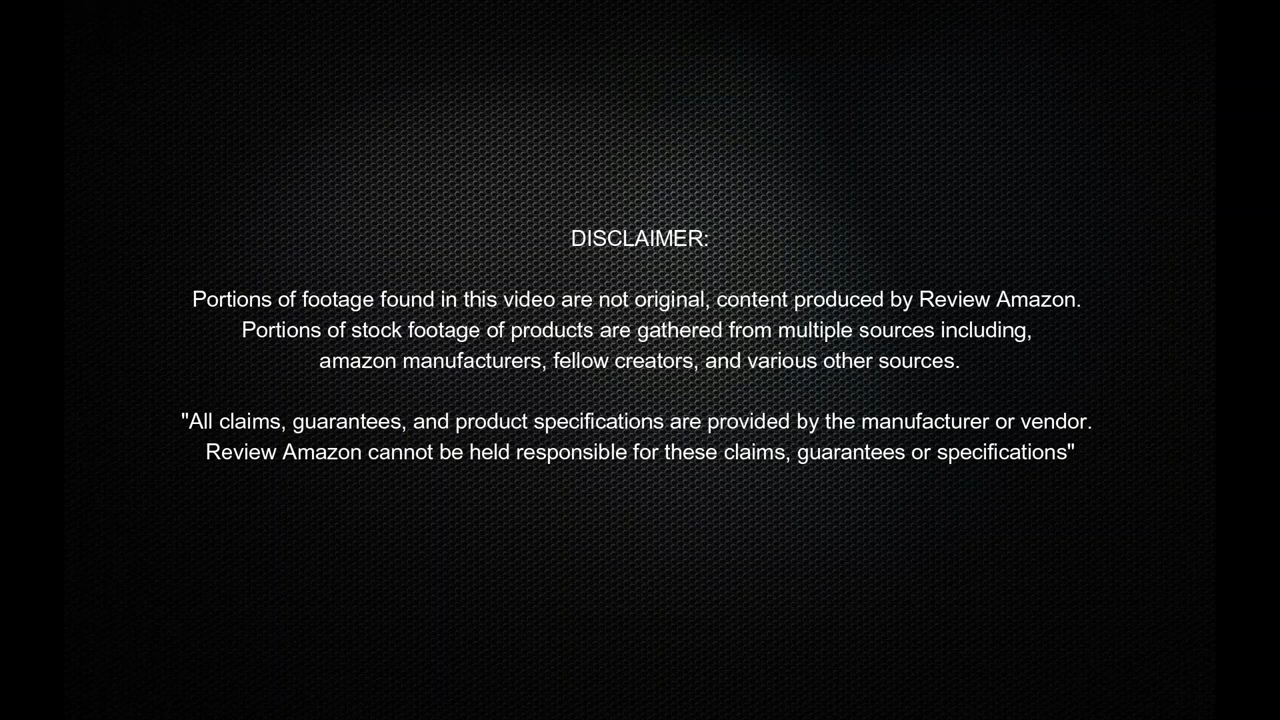 DISCLAIMER:
Portions of footage found in this video are not original, content produced by Review Amazon.
Portions of stock footage of products are gathered from multiple sources including,
amazon manufacturers, fellow creators, and various other sources.
"All claims, guarantees, and product specifications are provided by the manufacturer or vendor.
Review Amazon cannot be held responsible for these claims, guarantees or specifications"